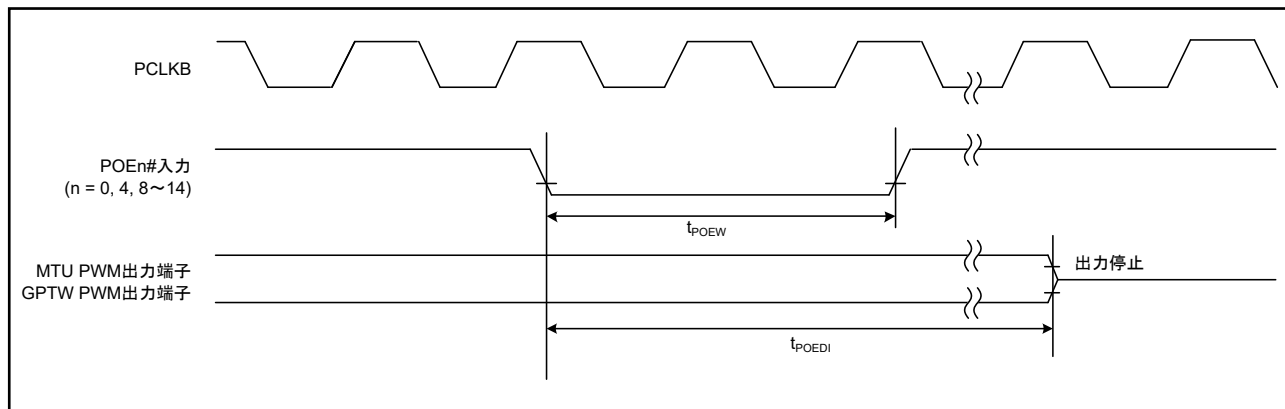 PCLKB
POEn#入力
(n = 0, 4, 8～14)
tPOEW
MTU PWM出力端子
GPTW PWM出力端子
出力停止
tPOEDI